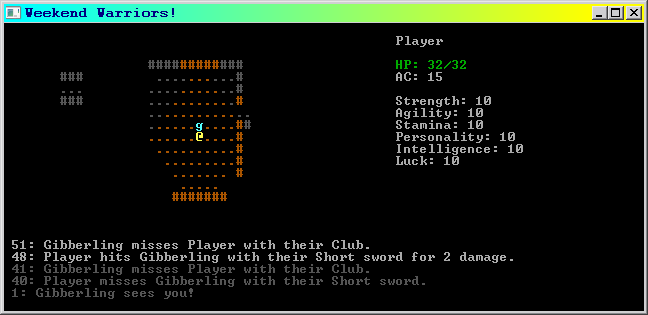 Weekend Warriors!
Player
HP: 32/32
AC: 15
Strength: 10
Agility: 10
Stamina: 10
Personality: 10
Intelligence: 10
Luck: 10
51: Gibberling misses Player with their Club.
48: Player hits Gibberling with their Short sword for 2 damage.
41: Gibberling misses Player with their Club.
40: Player misses Gibberling with their Short sword.
1: Gibberling sees you!